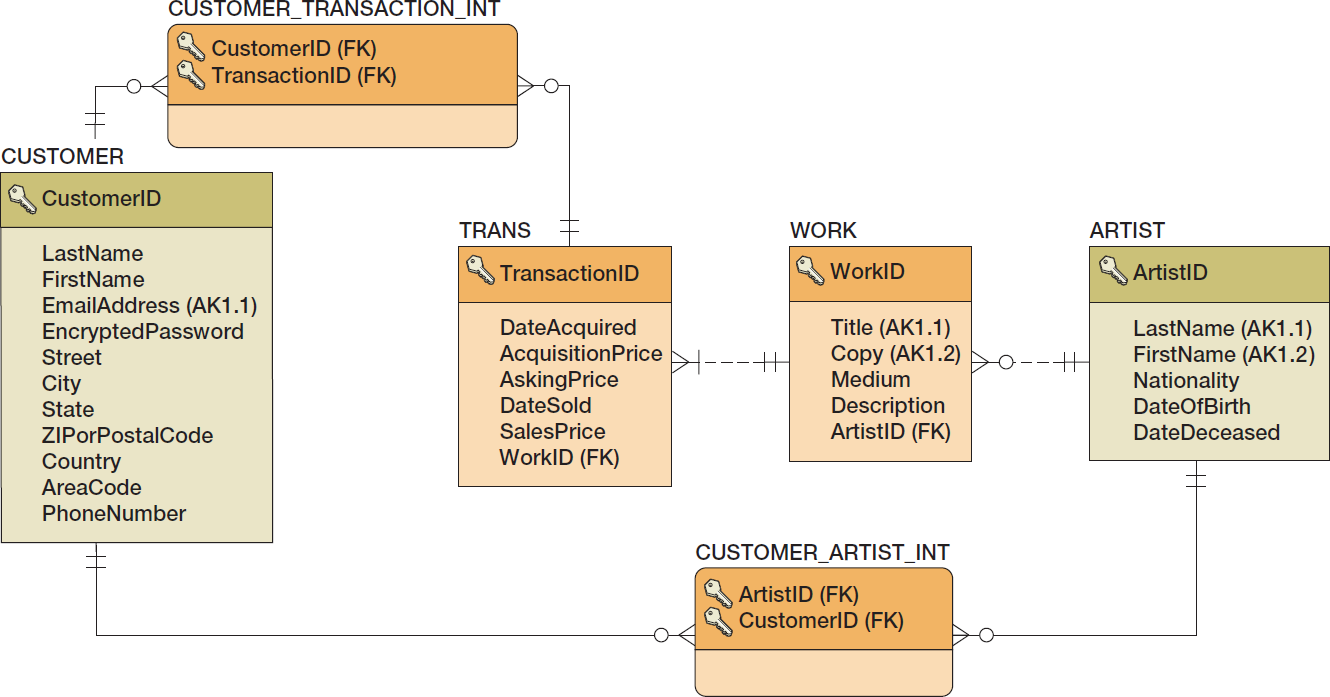 CUSTOMER_TRANSACTION_INT
CustomerID (FK)
TransactionID (FK)
CUSTOMER
CustomerID
LastName
FirstName
EmailAddress (AK1.1)
EncryptedPassword
Street
City
State
ZIPorPostalCode
Country
AreaCode
PhoneNumber
TRANS
TransactionID
DateAcquired
AcquisitionPrice
AskingPrice
DateSold
SalesPrice
WorkID (FK)
WORK
WorkID
Title (AK1.1)
Copy (AK1.2)
Medium
Description
ArtistID (FK)
ARTIST
ArtistID
LastName (AK1.1)
FirstName (AK1.2)
Nationality
DateOfBirth
DateDeceased
CUSTOMER_ARTIST_INT
ArtistID (FK)
CustomerID (FK)